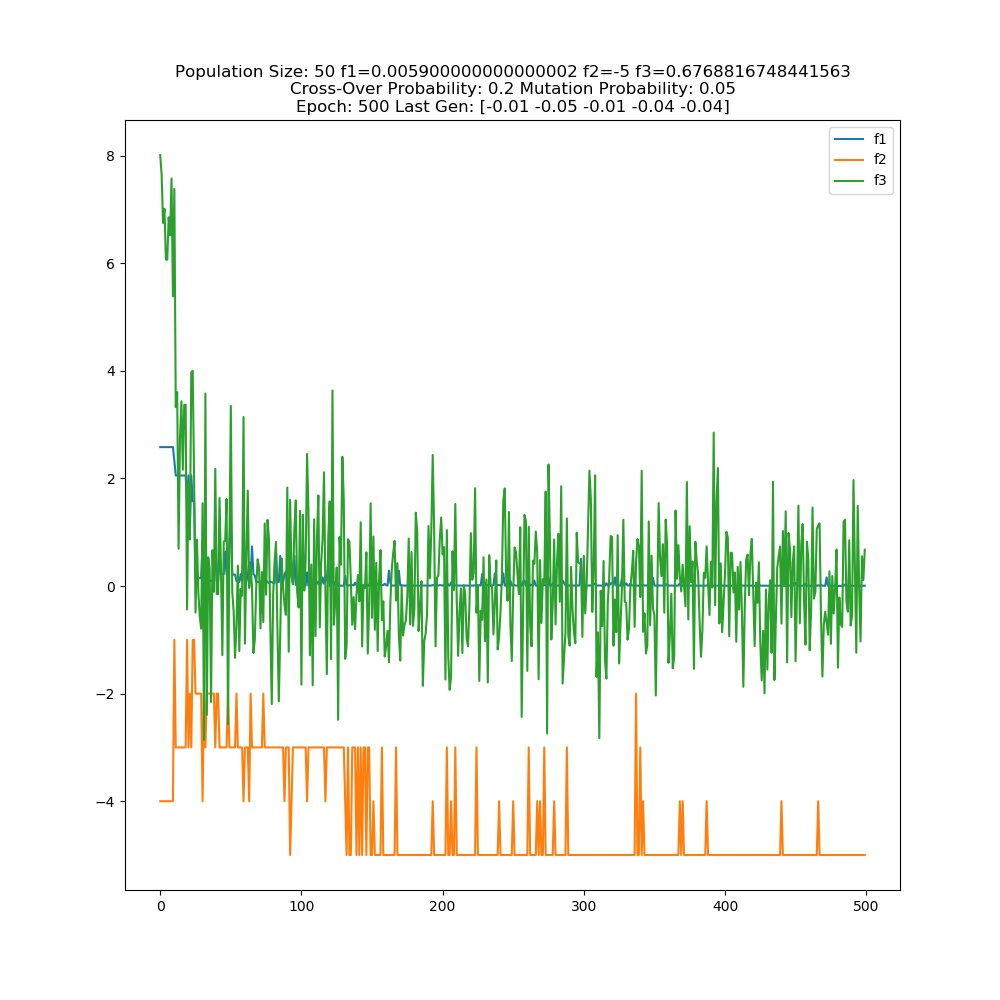 Population Size: 50 f1=0.005900000000000002 f2=-5 f3=0.6768816748441563
Cross-Over Probability: 0.2 Mutation Probability: 0.05
Epoch: 500 Last Gen: [-0.01 -0.05 -0.01 -0.04 -0.04]
f1
f2
f3
8
6
4
2
0
−2
−4
0
100
200
300
400
500